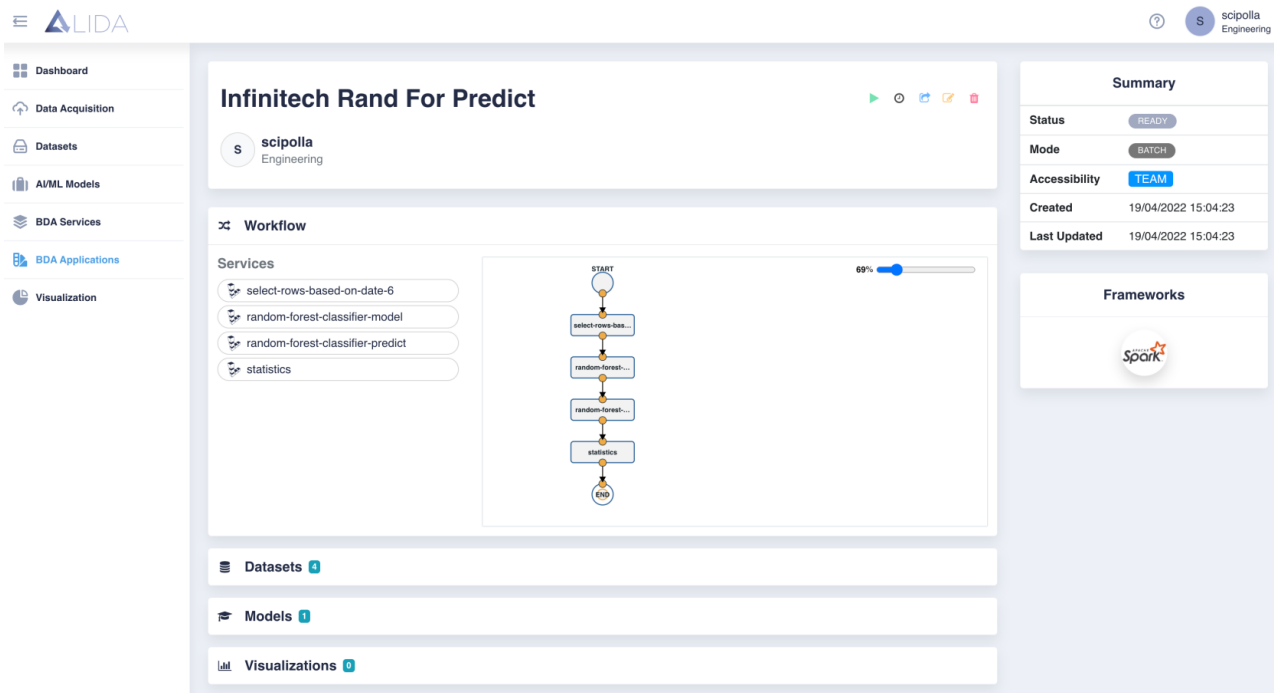 ALIDA
S
scipolla
Engineering
Dashboard
Data Acquisition
Datasets
AI/ML Models
BDA Services
BDA Applications
Visualization
Infinitech Rand For Predict
S
scipolla
Engineering
Workflow
Services
select-rows-based-on-date-6
random-forest-classifier-model
random-forest-classifier-predict
statistics
START
69%
select-rows-bas...
random-forest-...
random-forest-...
statistics
END
Datasets 4
Models 1
Visualizations 0
Summary
Status READY
Mode BATCH
Accessibility TEAM
Created 19/04/2022 15:04:23
Last Updated 19/04/2022 15:04:23
Frameworks
APACHE
Spark